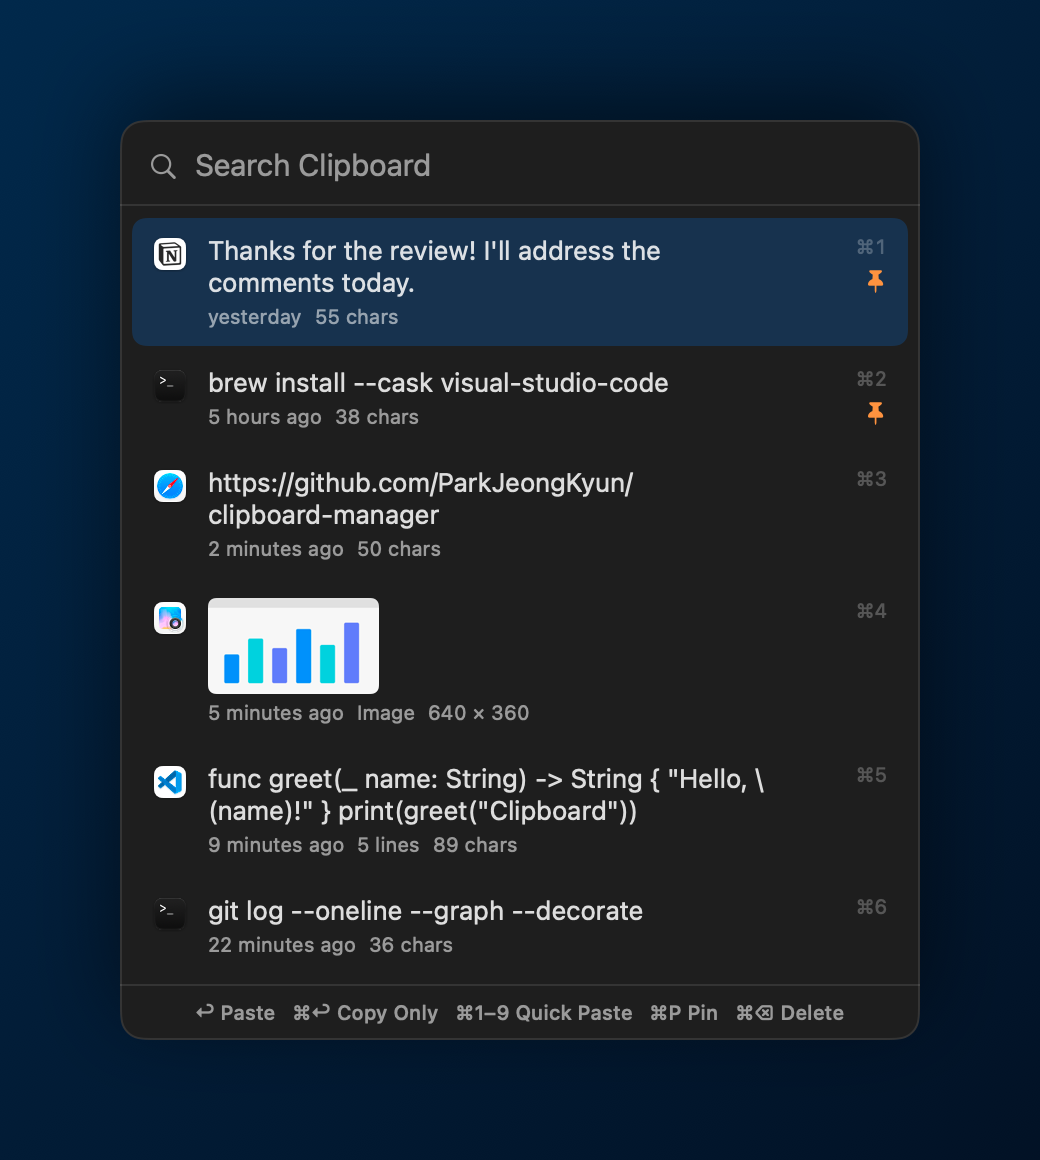 Search Clipboard
Thanks for the review! I'll address the
⌘1
comments today.
yesterday 55 chars
brew install --cask visual-studio-code
⌘2
5 hours ago 38 chars
https://github.com/ParkJeongKyun/
⌘3
clipboard-manager
2 minutes ago 50 chars
⌘4
5 minutes ago Image 640 × 360
func greet(_ name: String) -> String { "Hello, \
⌘5
(name)!" } print(greet("Clipboard"))
9 minutes ago 5 lines 89 chars
git log --oneline --graph --decorate
⌘6
22 minutes ago 36 chars
↩ Paste ⌘↩ Copy Only ⌘1–9 Quick Paste ⌘P Pin ⌘⌫ Delete